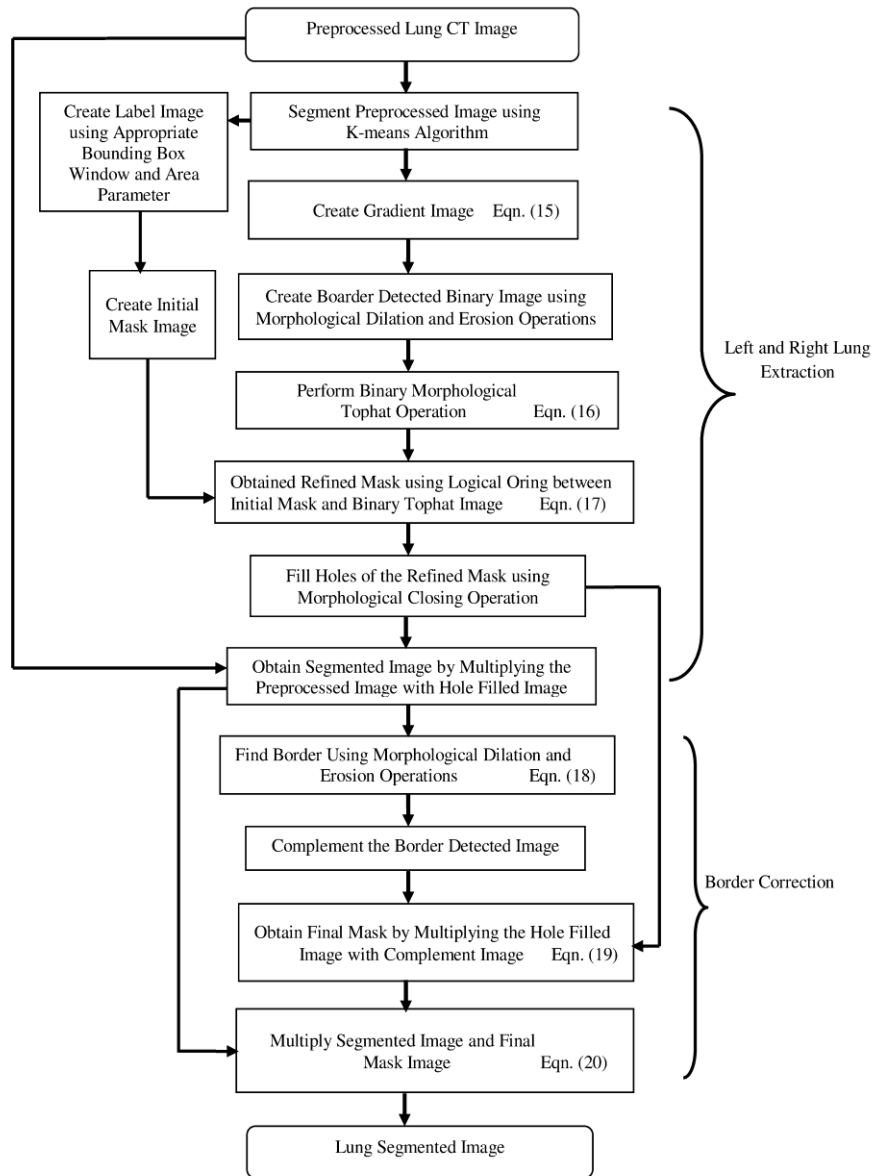 Preprocessed Lung CT Image
Create Label Image
using Appropriate
Bounding Box
Window and Area
Parameter
Segment Preprocessed Image using
K-means Algorithm
Create Gradient Image Eqn. (15)
Create Initial
Mask Image
Create Boarder Detected Binary Image using
Morphological Dilation and Erosion Operations
Left and Right Lung
Extraction
Perform Binary Morphological
Tophat Operation Eqn. (16)
Obtained Refined Mask using Logical Oring between
Initial Mask and Binary Tophat Image Eqn. (17)
Fill Holes of the Refined Mask using
Morphological Closing Operation
Obtain Segmented Image by Multiplying the
Preprocessed Image with Hole Filled Image
Find Border Using Morphological Dilation and
Erosion Operations Eqn. (18)
Complement the Border Detected Image
Border Correction
Obtain Final Mask by Multiplying the Hole Filled
Image with Complement Image Eqn. (19)
Multiply Segmented Image and Final
Mask Image Eqn. (20)
Lung Segmented Image